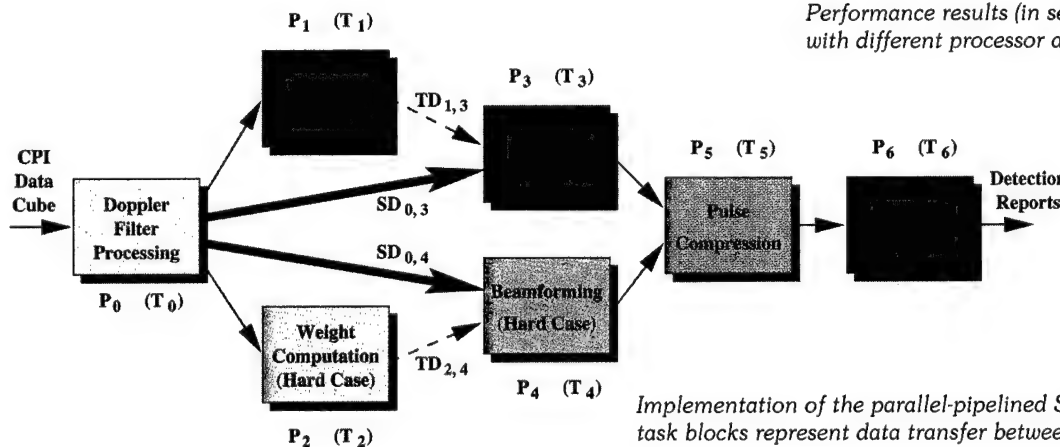 Performance results (in se
with different processor a
P1 (T1)
P3 (T3)
TD1,3
P5 (T5)
P6 (T6)
CPI
Data
Cube
Doppler
Filter
Processing
SD0,3
Pulse
Compression
Detection
Reports
SD0,4
P0 (T0)
Beamforming
(Hard Case)
Weight
Computation
(Hard Case)
TD2,4
P4 (T4)
P2 (T2)
Implementation of the parallel-pipelined S
task blocks represent data transfer betwee